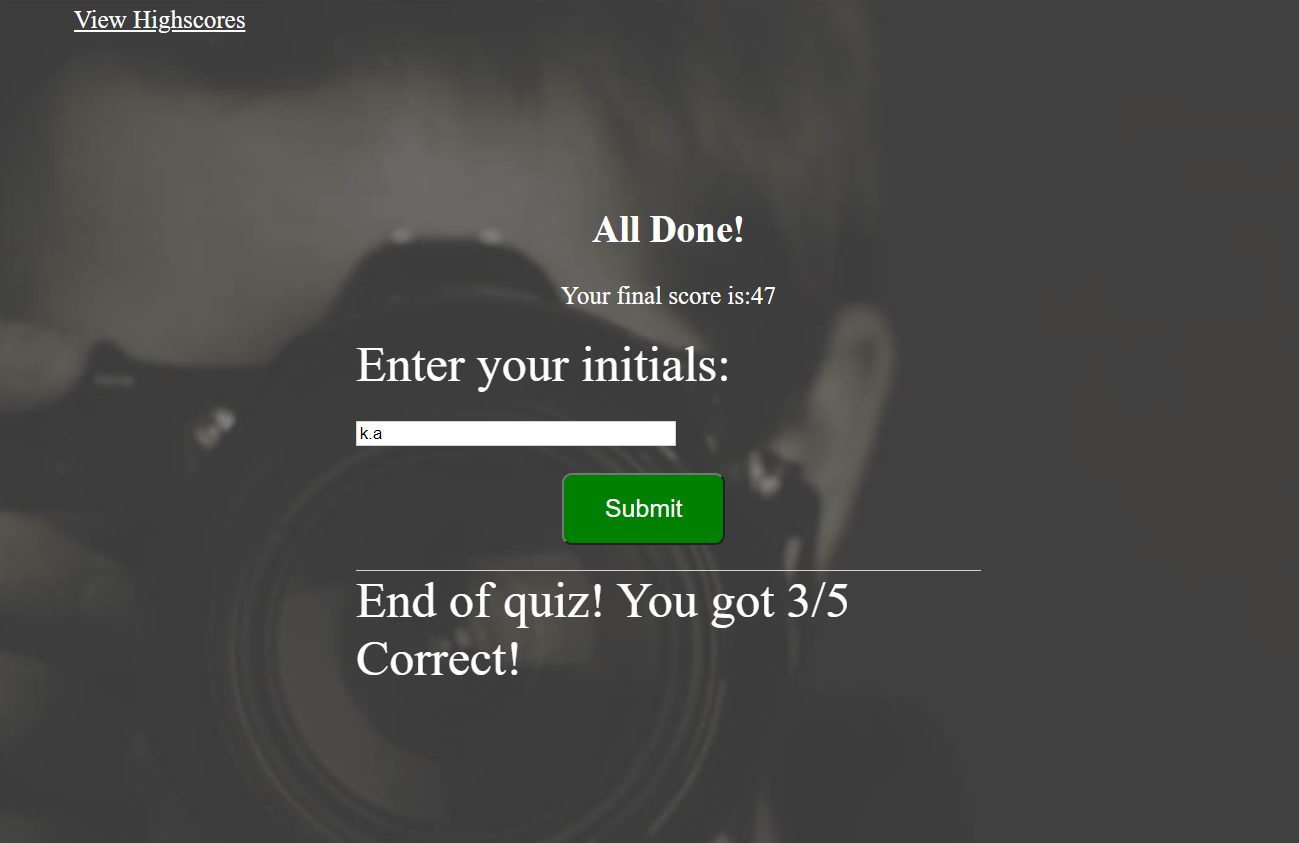 View Highscores
All Done!
Your final score is:47
Enter your initials:
k.a
Submit
End of quiz! You got 3/5
Correct!